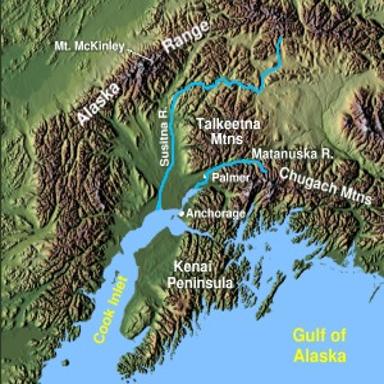 Mt. McKinley
Alaska Range
Susitna R.
Talkeetna
Mtns
Matanuska R.
Palmer
Chugach Mtns
Anchorage
Kenai
Peninsula
Cook Inlet
Gulf of
Alaska